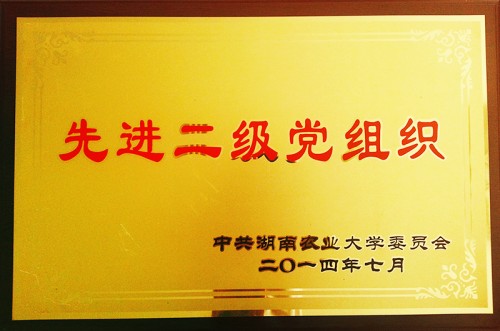 先进二级党组织
中共湖南农业大学委员会
二〇一四年七月